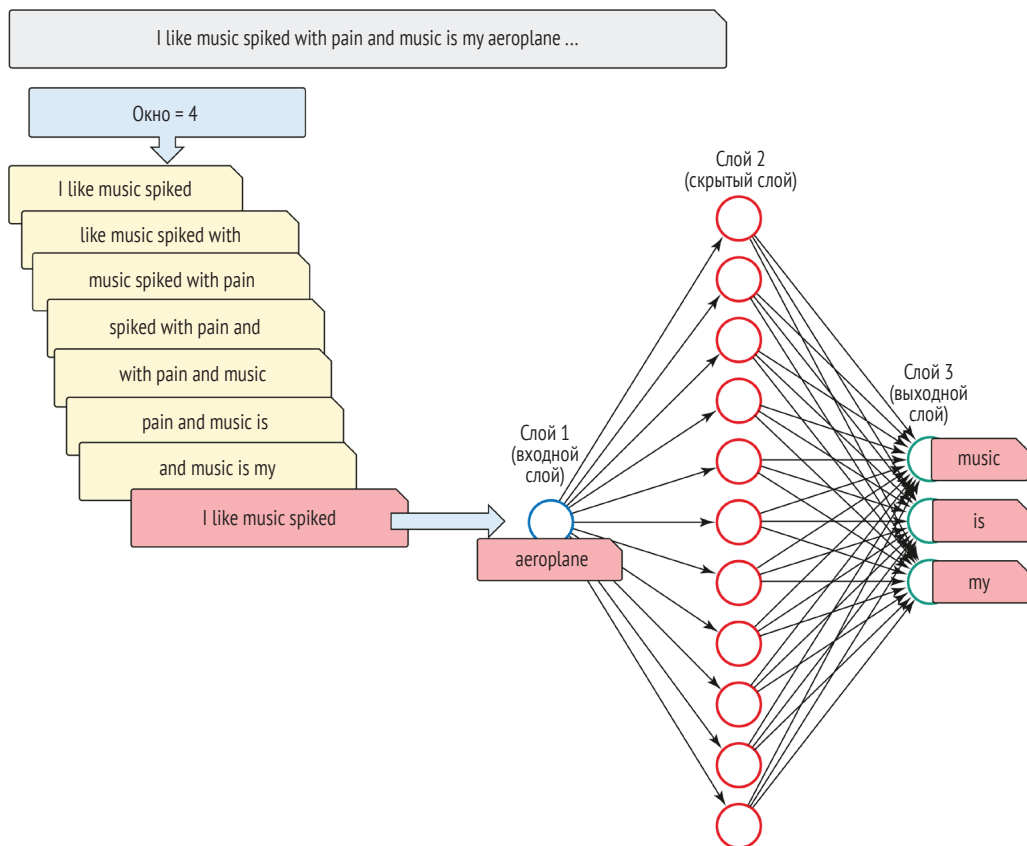 I like music spiked with pain and music is my aeroplane ...
Окно = 4
I like music spiked
like music spiked with
music spiked with pain
spiked with pain and
with pain and music
pain and music is
and music is my
I like music spiked
Слой 1
(входной
слой)
aeroplane
Слой 2
(скрытый слой)
Слой 3
(выходной
слой)
music
is
my